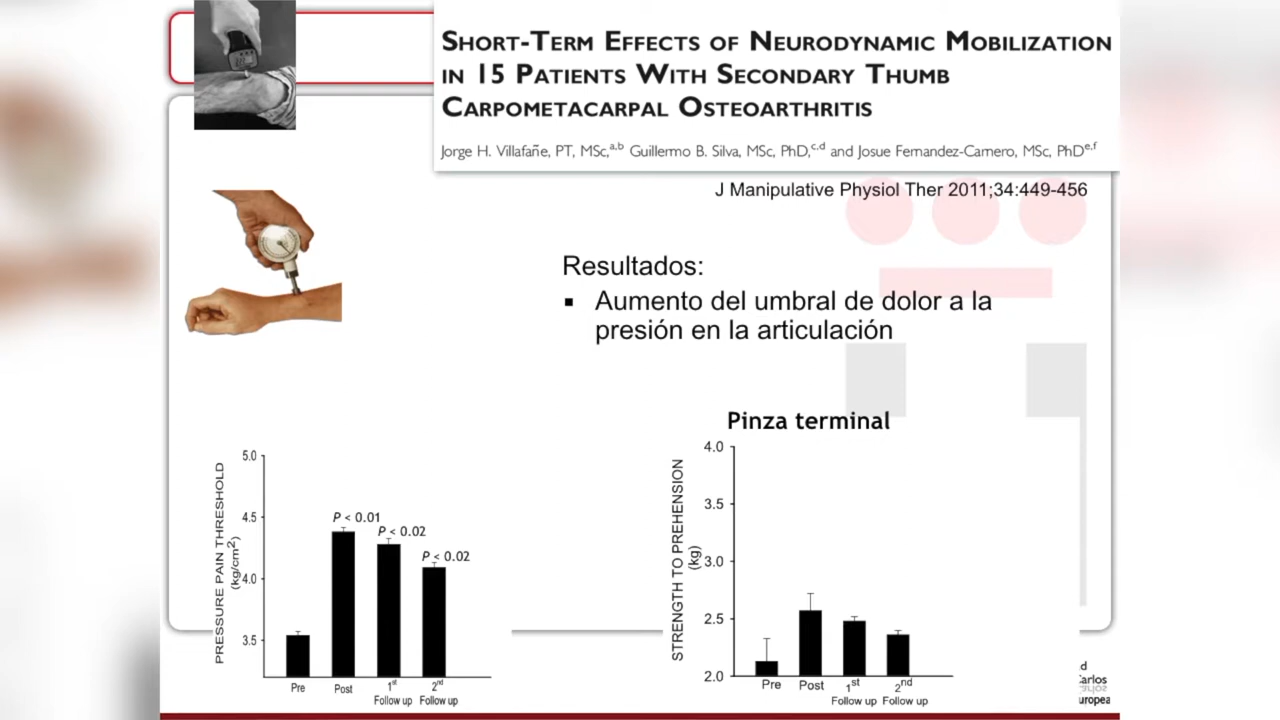 SHORT-TERM EFFECTS OF NEURODYNAMIC MOBILIZATION
IN 15 PATIENTS WITH SECONDARY THUMB
CARPOMETACARPAL OSTEOARTHRITIS
Jorge H. Villafañe, PT, MSc,a,b Guillermo B. Silva, MSc, PhD,c,d and Josue Fernandez-Carnero, MSc, PhDe,f
J Manipulative Physiol Ther 2011;34:449-456
Resultados:
▪ Aumento del umbral de dolor a la
presión en la articulación
PRESSURE PAIN THRESHOLD
(kg/cm2)
5.0
4.5
4.0
3.5
P < 0.01
P < 0.02
P < 0.02
Pre
Post
1st
Follow up
2nd
Follow up
Pinza terminal
STRENGTH TO PREHENSION
(kg)
4.0
3.5
3.0
2.5
2.0
Pre
Post
1st
Follow up
2nd
Follow up
d
arlos
uropea